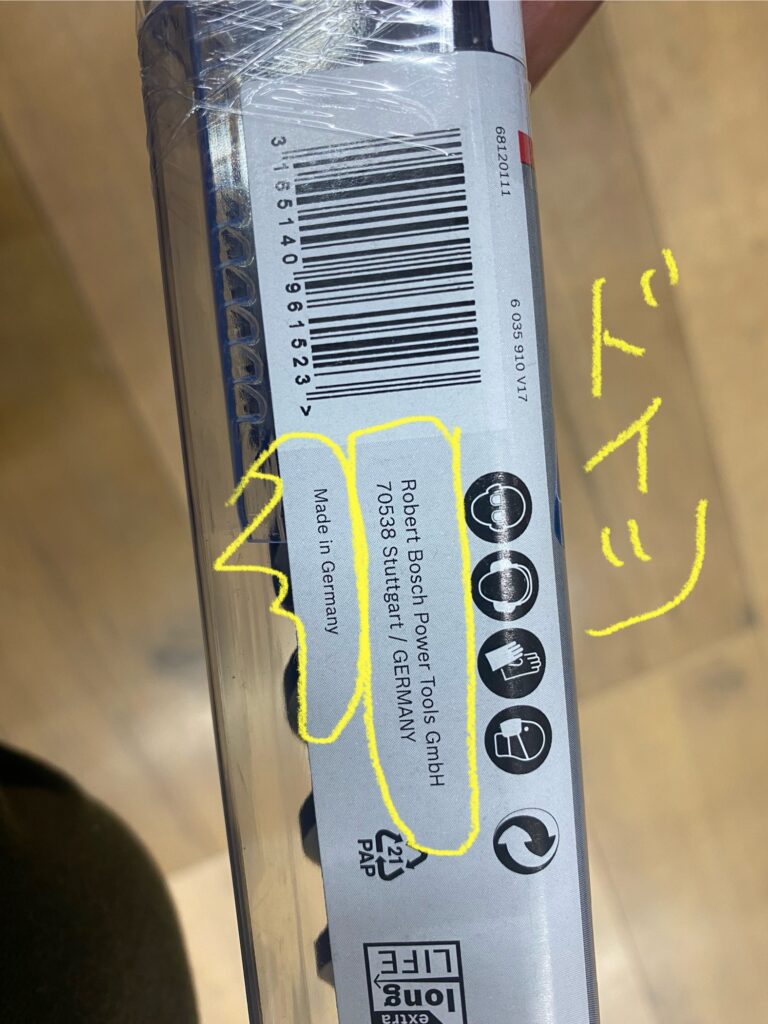 3 165140 961523 >
68120111
6 035 910 V17
Robert Bosch Power Tools GmbH
70538 Stuttgart / GERMANY
Made in Germany
21
PAP
extra
long
LIFE
ドイツ